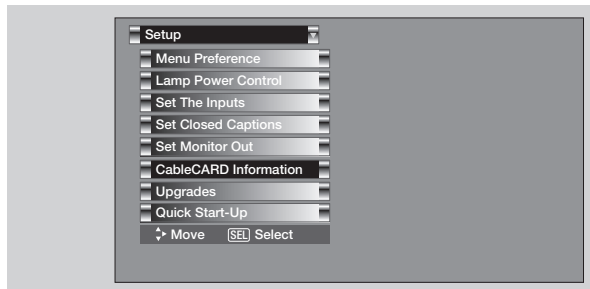 Setup
Menu Preference
Lamp Power Control
Set The Inputs
Set Closed Captions
Set Monitor Out
CableCARD Information
Upgrades
Quick Start-Up
Move SEL Select